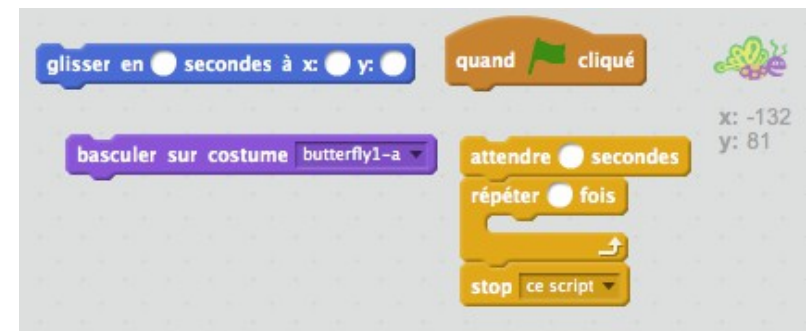 glisser en secondes à x: y:
quand cliqué
x: -132
y: 81
basculer sur costume butterfly1-a
attendre secondes
répéter fois
stop ce script